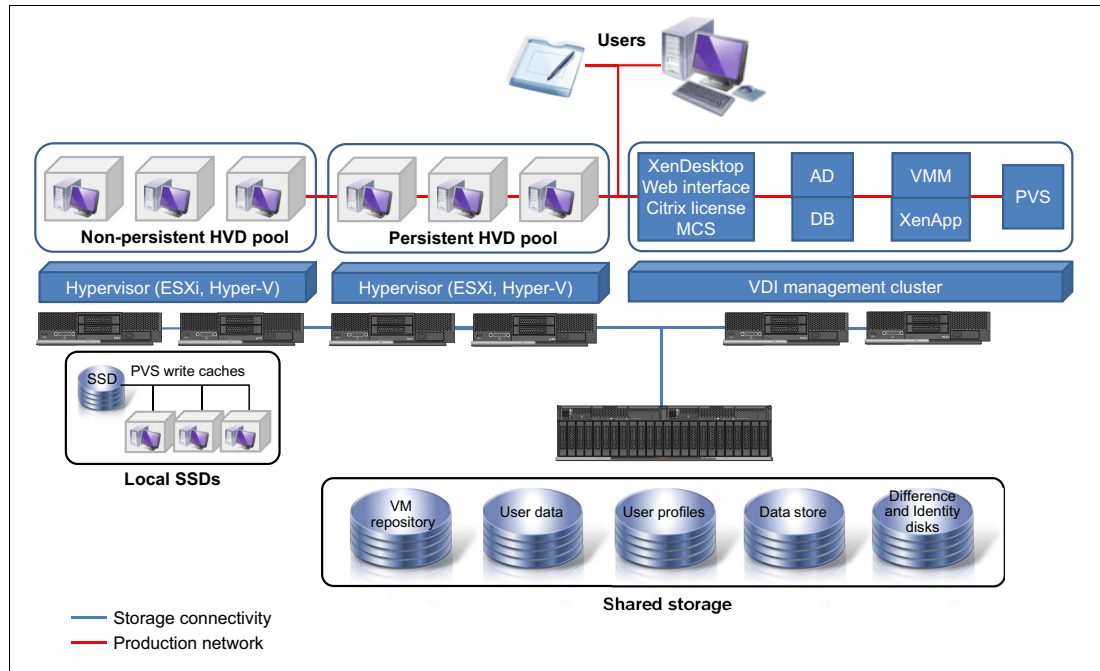 Users
XenDesktop
Web interface
Citrix license
MCS
AD
DB
VMM
XenApp
PVS
Non-persistent HVD pool
Persistent HVD pool
Hypervisor (ESXi, Hyper-V)
Hypervisor (ESXi, Hyper-V)
VDI management cluster
SSD
PVS write caches
Local SSDs
VM
repository
User data
User profiles
Data store
Difference
and Identity
disks
Shared storage
Storage connectivity
Production network